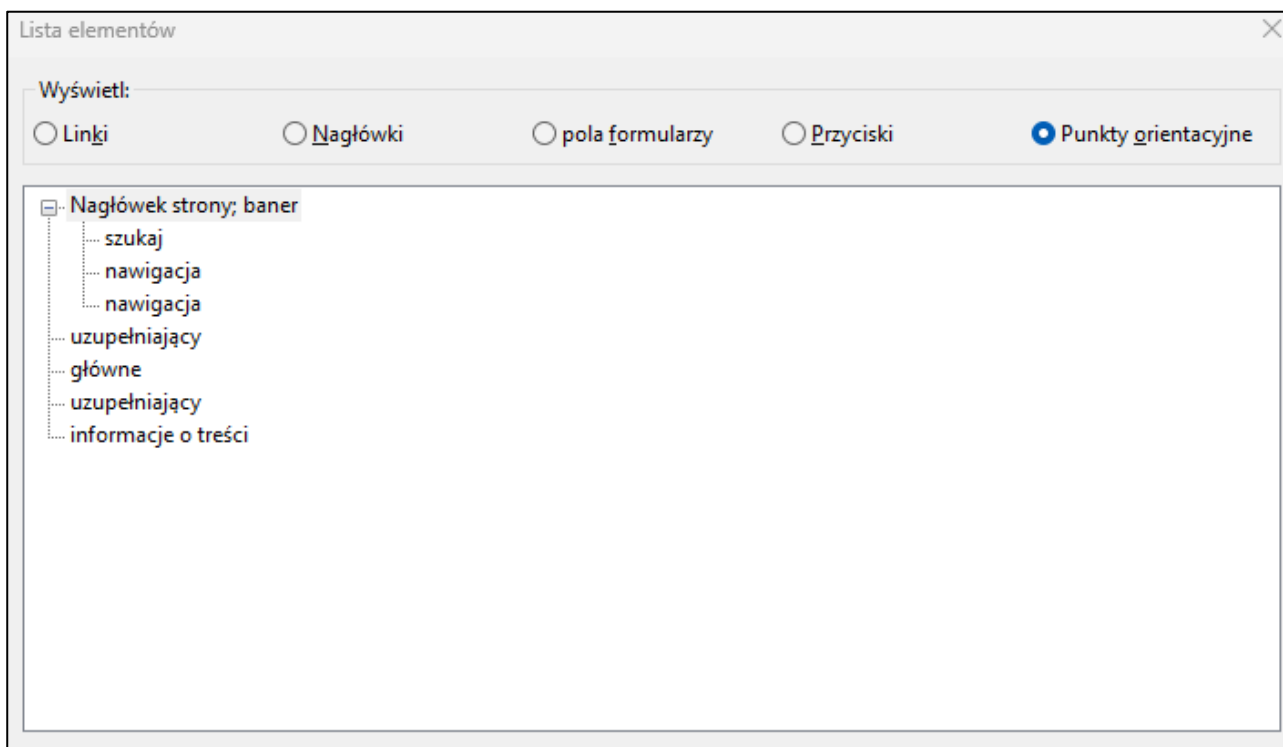 Lista elementów
Wyświetl:
Linki Nagłówki pola formularzy Przyciski Punkty orientacyjne
Nagłówek strony; baner
szukaj
nawigacja
nawigacja
uzupełniający
główne
uzupełniający
informacje o treści